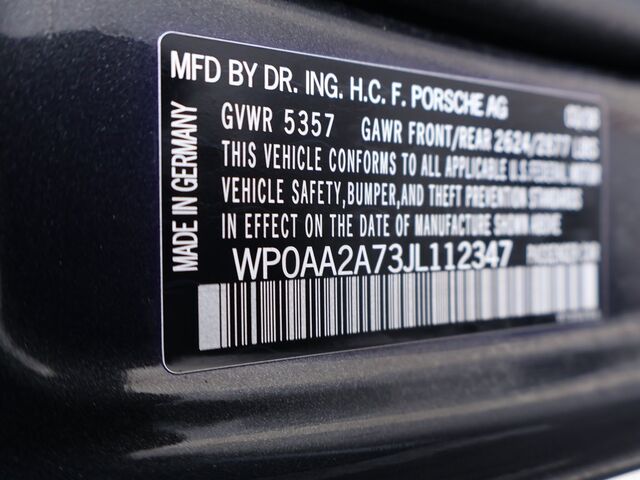 MFD BY DR. ING. H.C. F. PORSCHE AG
GVWR 5357 GAWR FRONT/REAR 2624/2877 LBS
THIS VEHICLE CONFORMS TO ALL APPLICABLE U.S. FEDERAL MOTOR
VEHICLE SAFETY, BUMPER, AND THEFT PREVENTION STANDARDS
IN EFFECT ON THE DATE OF MANUFACTURE SHOWN ABOVE
WP0AA2A73JL112347 PASSENGER CAR
MADE IN GERMANY